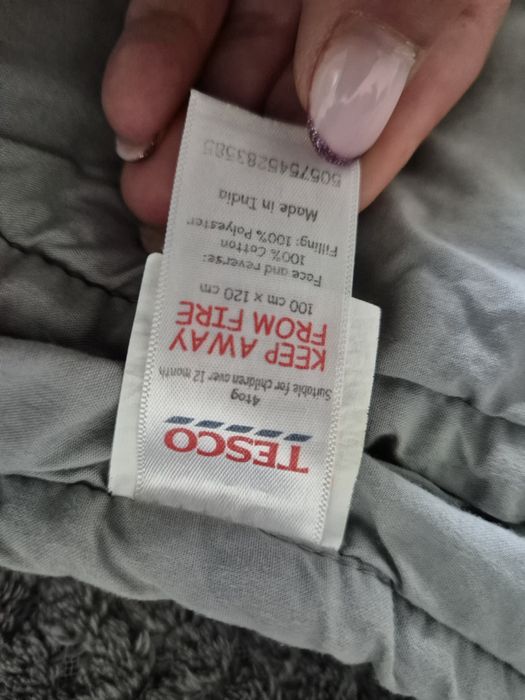 TESCO
4tog
Suitable for children over 12 month
KEEP AWAY
FROM FIRE
100 cm x 120 cm
Face and reverse:
100% Cotton
Filling: 100% Polyester
Made in India
5057545283585